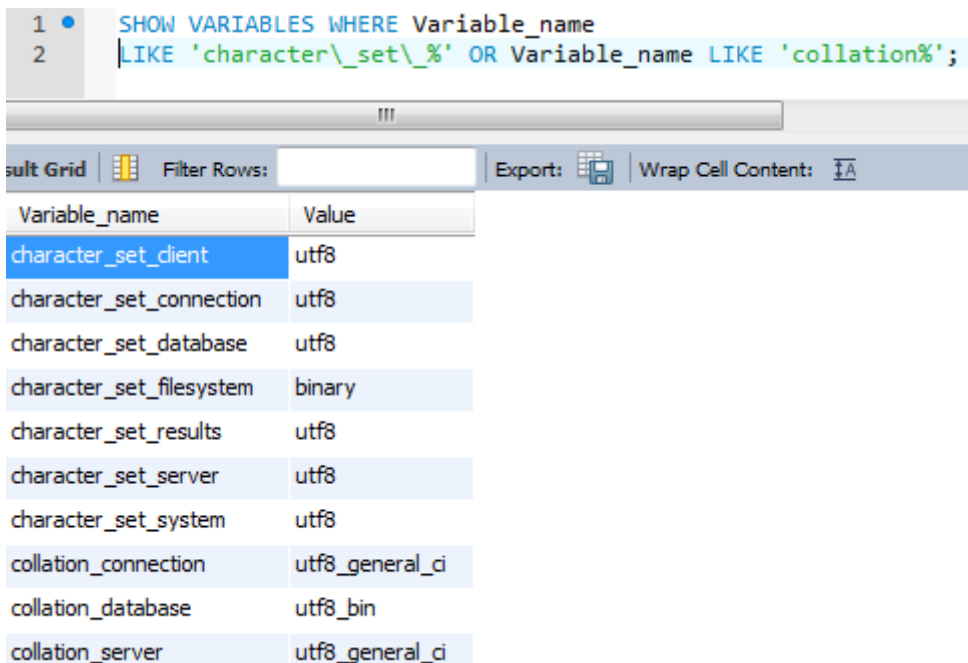 1 SHOW VARIABLES WHERE Variable_name
2 LIKE 'character\_set\_%' OR Variable_name LIKE 'collation%';
sult Grid Filter Rows: Export: Wrap Cell Content:
Variable_name Value
character_set_client utf8
character_set_connection utf8
character_set_database utf8
character_set_filesystem binary
character_set_results utf8
character_set_server utf8
character_set_system utf8
collation_connection utf8_general_ci
collation_database utf8_bin
collation_server utf8_general_ci